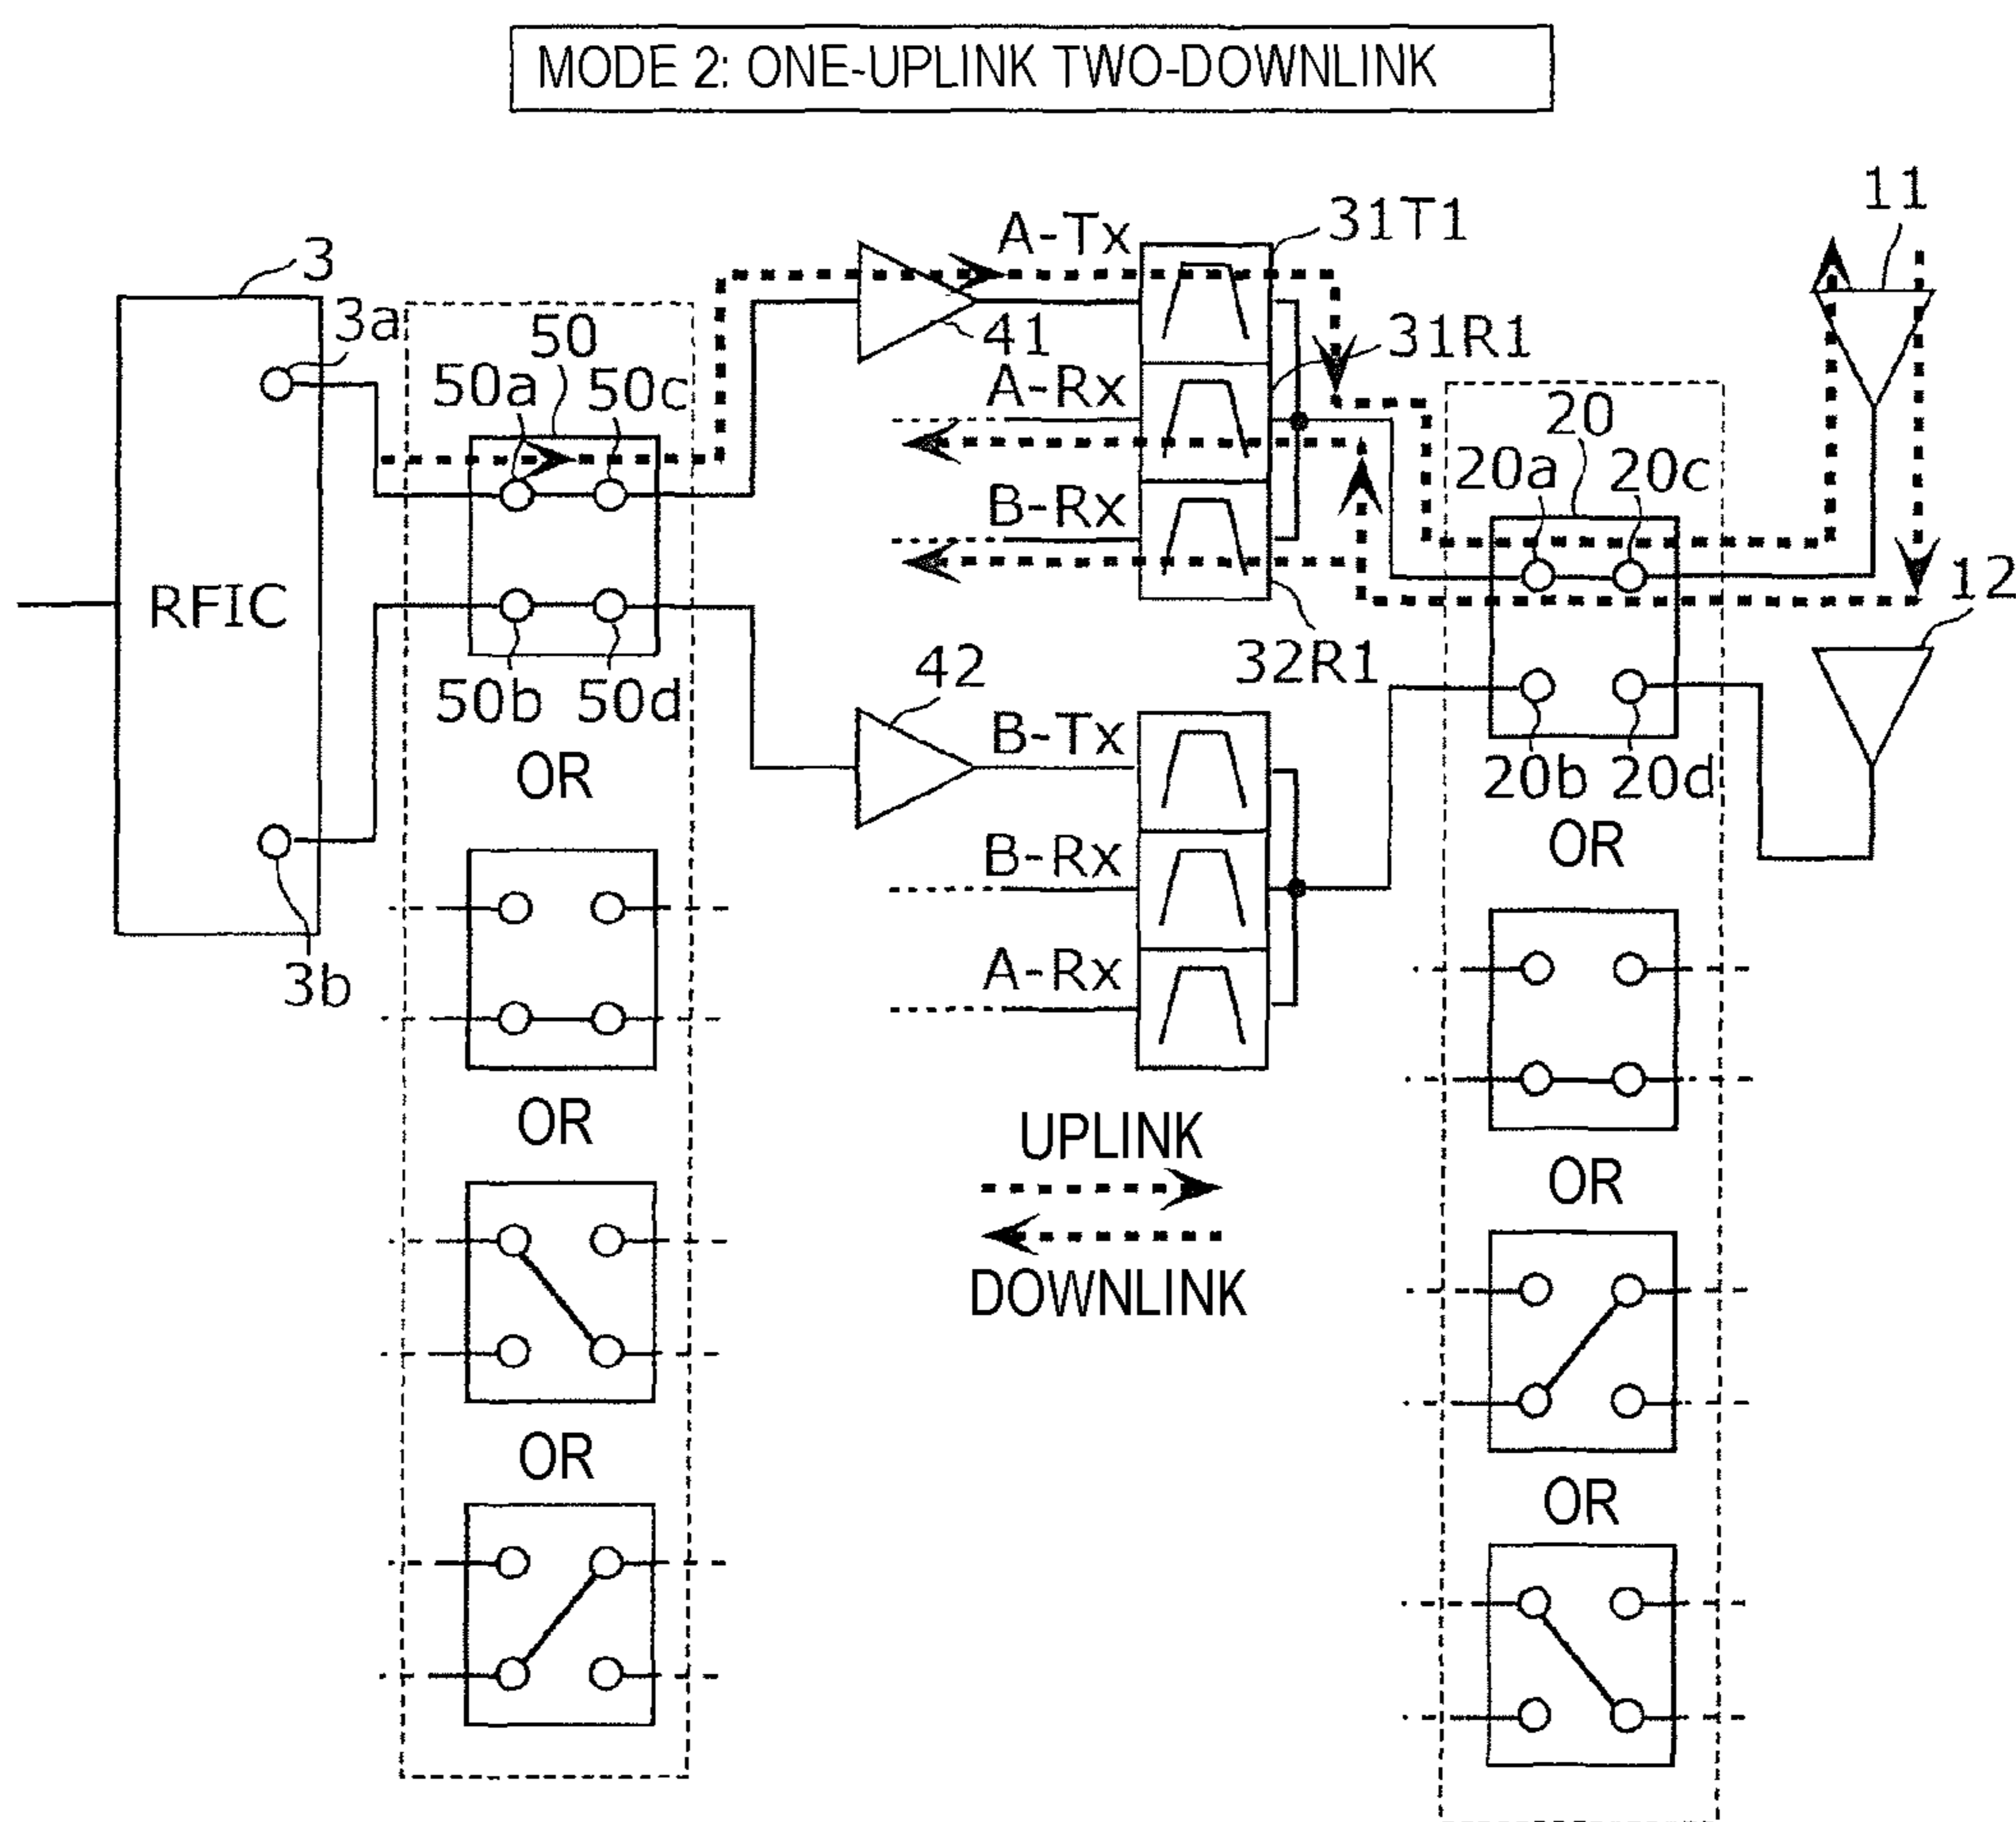 MODE 2: ONE-UPLINK TWO-DOWNLINK
11
31T1
A-Tx
3
3a
50
41
31R1
50a
50c
A-Rx
20
20a
20c
B-Rx
12
RFIC
32R1
42
50b
50d
B-Tx
20b
20d
OR
OR
B-Rx
3b
A-Rx
OR
UPLINK
OR
DOWNLINK
OR
OR